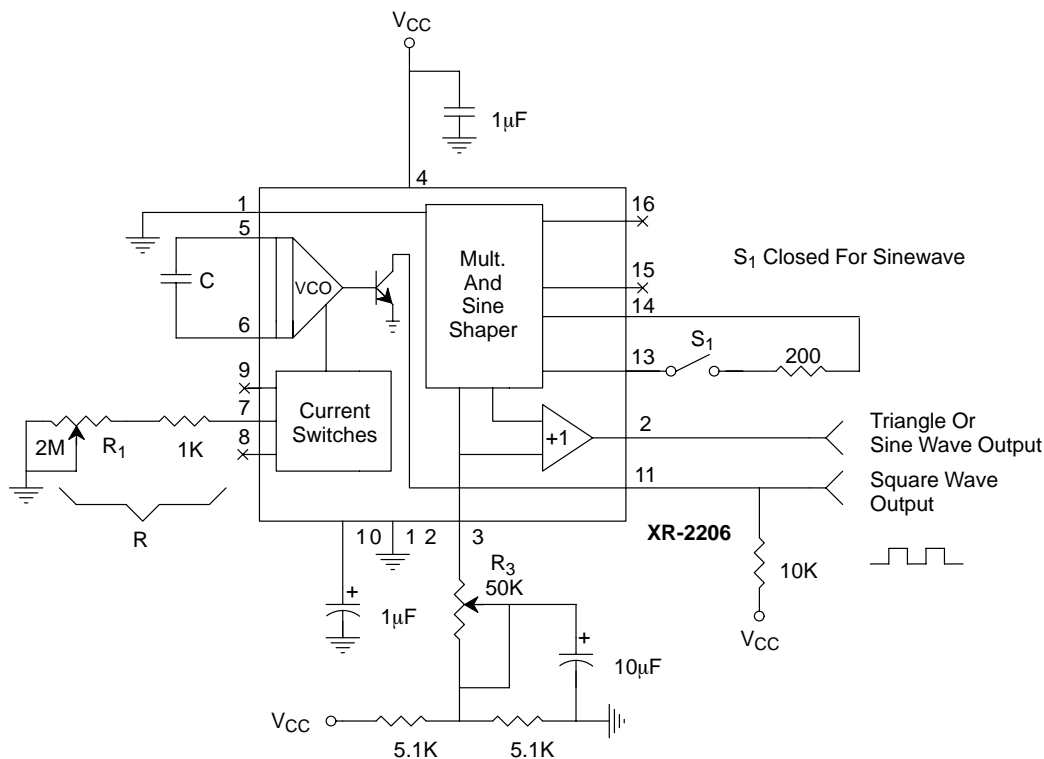 VCC
1μF
4
1
16
5
Mult.
And
Sine
Shaper
S1 Closed For Sinewave
C
VCO
15
14
6
S1
13
200
9
Current
Switches
7
2M
R1
1K
8
+1
2
Triangle Or
Sine Wave Output
11
Square Wave
Output
R
10
1 2
3
XR-2206
R3
50K
10K
1μF
+
+
10μF
VCC
VCC
5.1K
5.1K